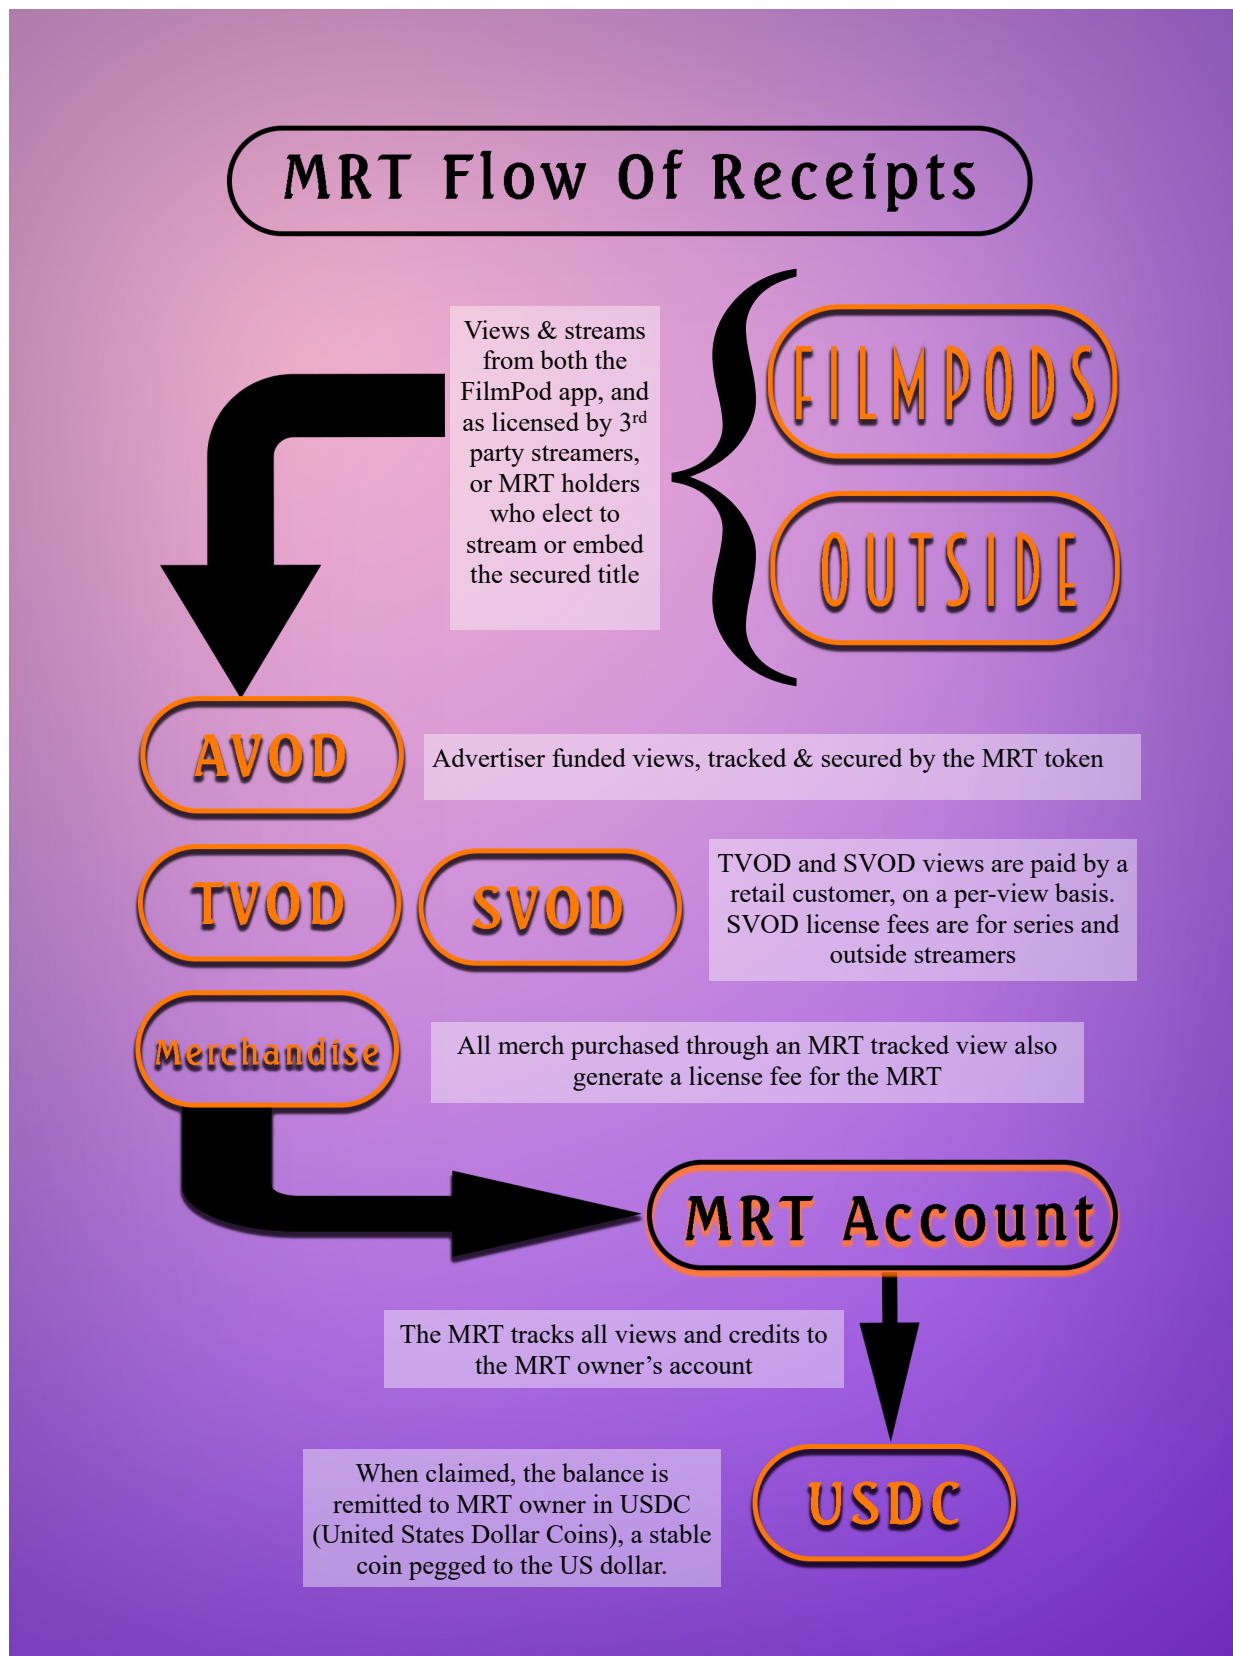 MRT Flow Of Receipts
Views & streams
from both the
FilmPod app, and
as licensed by 3rd
party streamers,
or MRT holders
who elect to
stream or embed
the secured title
FILMPODS
OUTSIDE
AVOD
Advertiser funded views, tracked & secured by the MRT token
TVOD
SVOD
TVOD and SVOD views are paid by a
retail customer, on a per-view basis.
SVOD license fees are for series and
outside streamers
Merchandise
All merch purchased through an MRT tracked view also
generate a license fee for the MRT
MRT Account
The MRT tracks all views and credits to
the MRT owner’s account
When claimed, the balance is
remitted to MRT owner in USDC
(United States Dollar Coins), a stable
coin pegged to the US dollar.
USDC